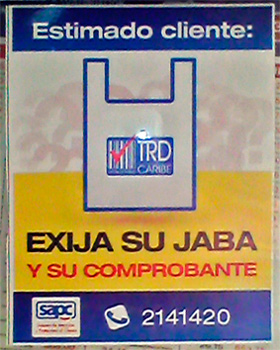 Estimado cliente:
TRD
CARIBE
EXIJA SU JABA
Y SU COMPROBANTE
sapc
2141420